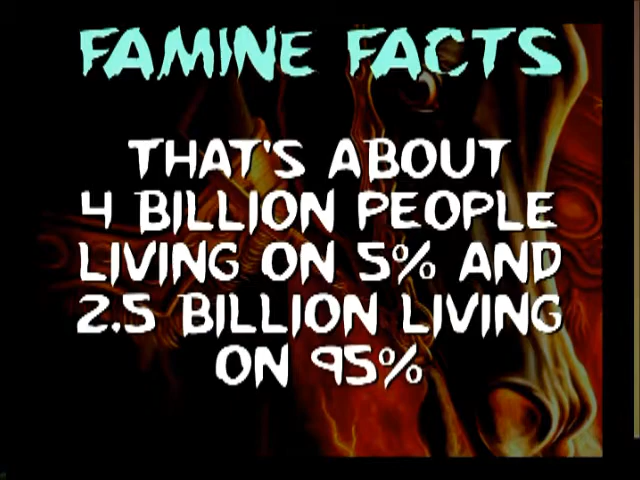 FAMINE FACTS
THAT'S ABOUT
4 BILLION PEOPLE
LIVING ON 5% AND
2.5 BILLION LIVING
ON 95%